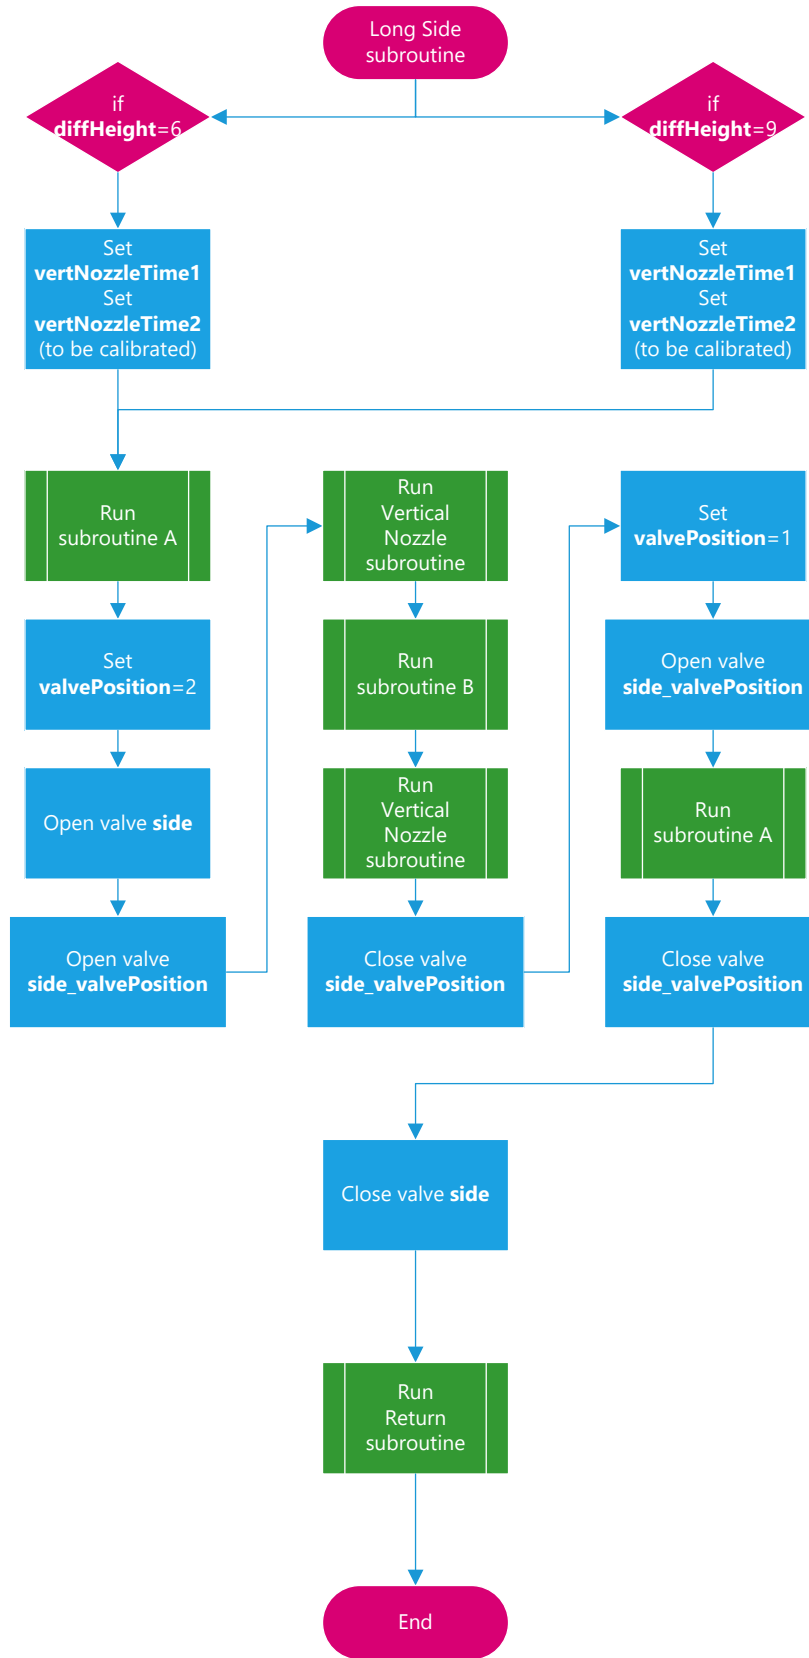 Long Side
subroutine
if
diffHeight=6
if
diffHeight=9
Set
vertNozzleTime1
Set
vertNozzleTime2
(to be calibrated)
Set
vertNozzleTime1
Set
vertNozzleTime2
(to be calibrated)
Run
subroutine A
Set
valvePosition=2
Open valve side
Open valve
side_valvePosition
Run
Vertical
Nozzle
subroutine
Run
subroutine B
Run
Vertical
Nozzle
subroutine
Close valve
side_valvePosition
Set
valvePosition=1
Open valve
side_valvePosition
Run
subroutine A
Close valve
side_valvePosition
Close valve side
Run
Return
subroutine
End